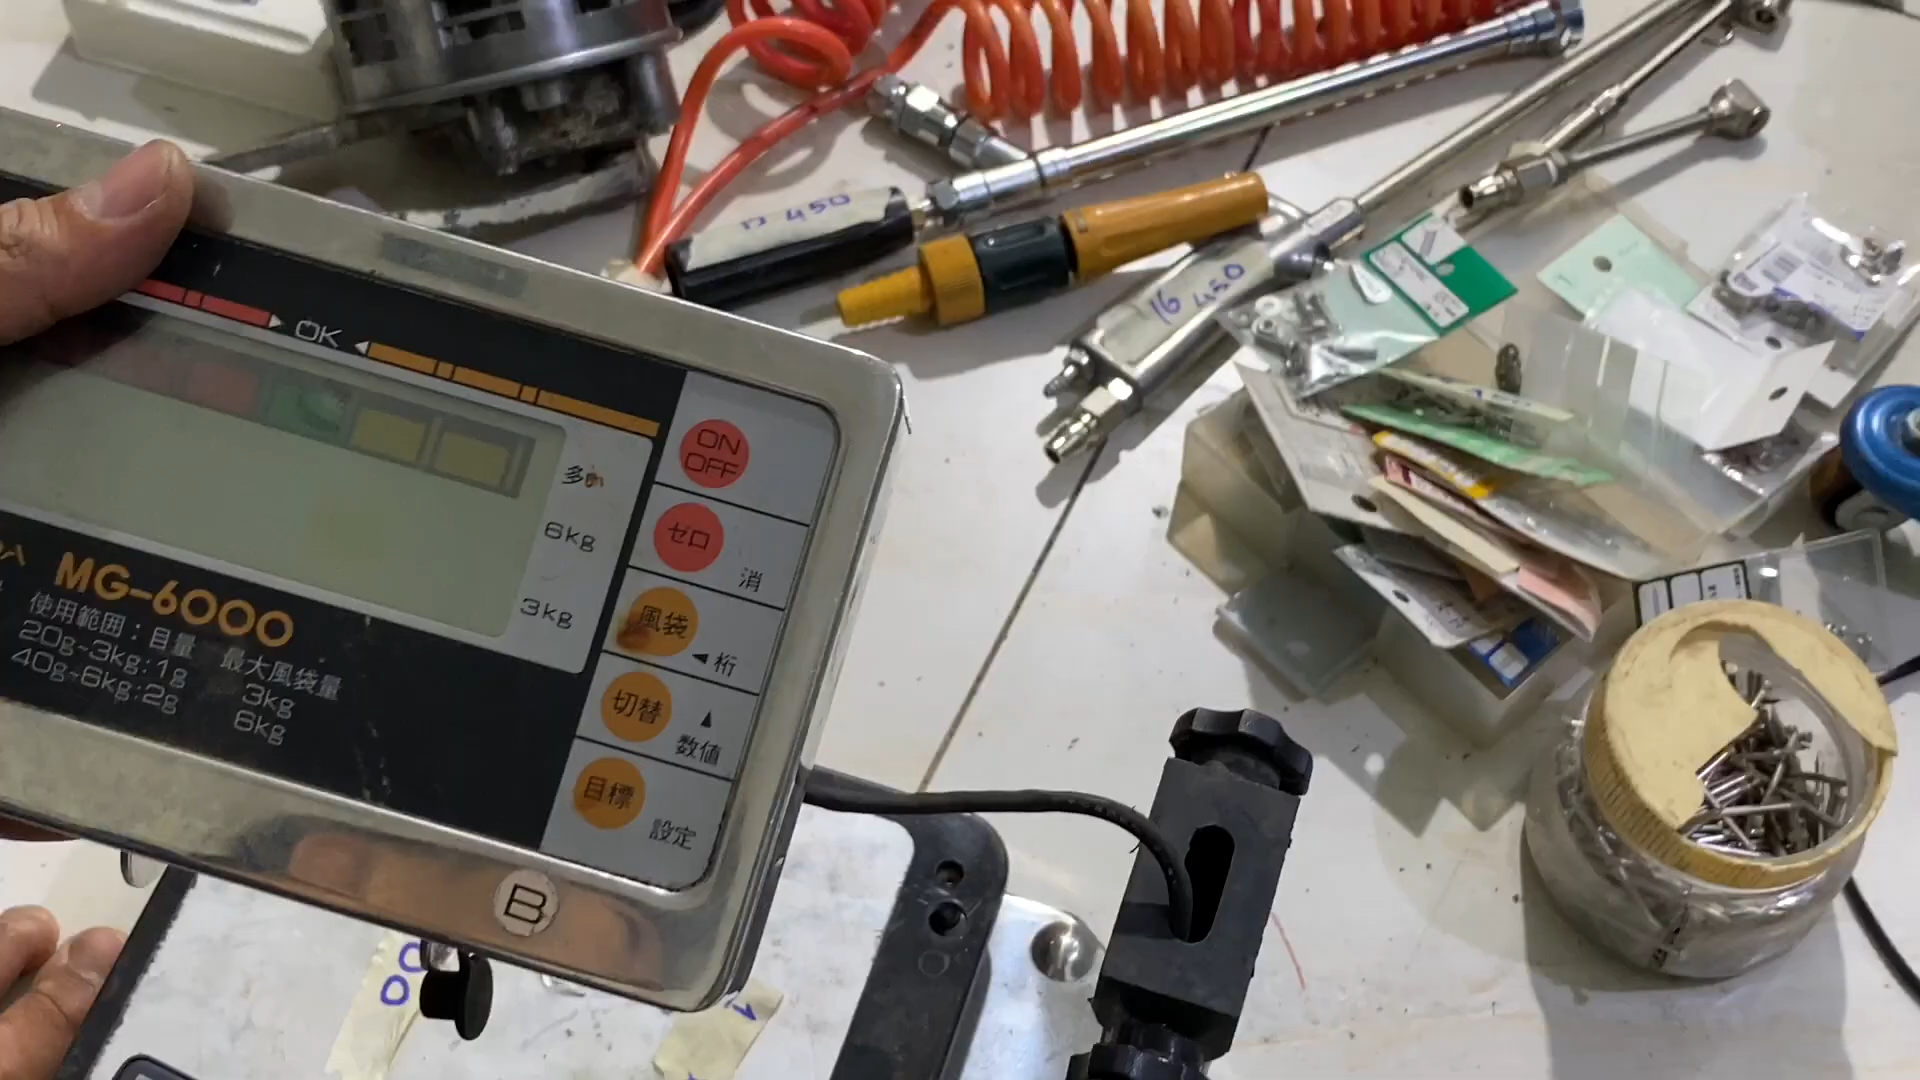 D 450
16 450
OK
ON
OFF
多
6kg
ゼロ
消
MG-6000
3kg
風袋
桁
使用範囲：目量 最大風袋量
20g~3kg:1g 3kg
40g~6kg:2g 6kg
切替
数値
目標
設定
B
00
1